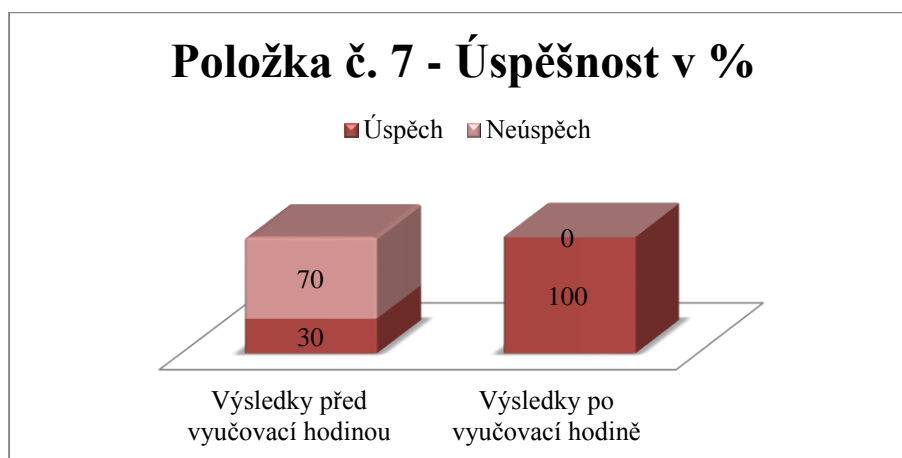 Položka č. 7 - Úspěšnost v %
Úspěch Neúspěch
70
30
0
100
Výsledky před
vyučovací hodinou
Výsledky po
vyučovací hodině